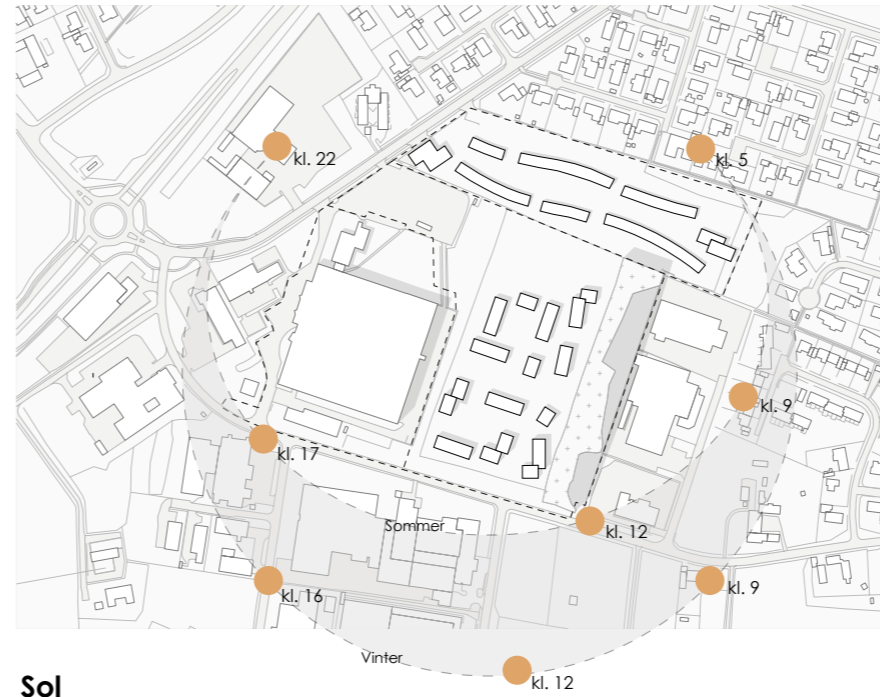 kl. 22
kl. 5
kl. 9
kl. 17
Sommer
kl. 12
kl. 16
kl. 9
Vinter
kl. 12
Sol